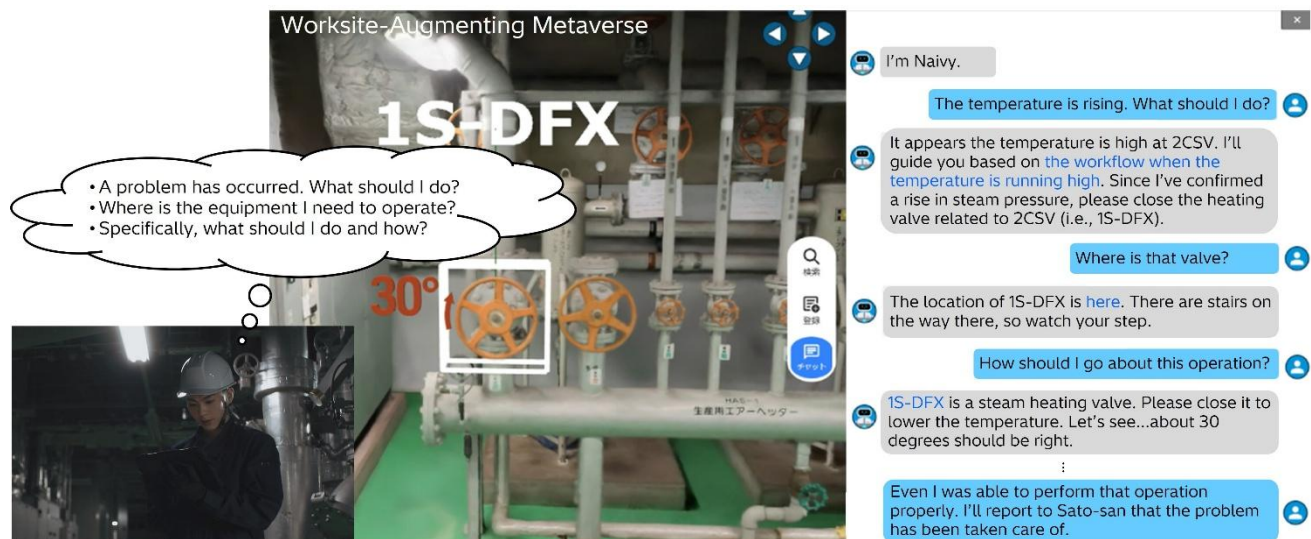 Worksite-Augmenting Metaverse
1S-DFX
• A problem has occurred. What should I do?
• Where is the equipment I need to operate?
• Specifically, what should I do and how?
30°
検索
登録
チャット
HAS-1
生産用エアーヘッダー
I'm Naivy.
The temperature is rising. What should I do?
It appears the temperature is high at 2CSV. I'll
guide you based on the workflow when the
temperature is running high. Since I've confirmed
a rise in steam pressure, please close the heating
valve related to 2CSV (i.e., 1S-DFX).
Where is that valve?
The location of 1S-DFX is here. There are stairs on
the way there, so watch your step.
How should I go about this operation?
1S-DFX is a steam heating valve. Please close it to
lower the temperature. Let's see...about 30
degrees should be right.
⋮
Even I was able to perform that operation
properly. I'll report to Sato-san that the problem
has been taken care of.